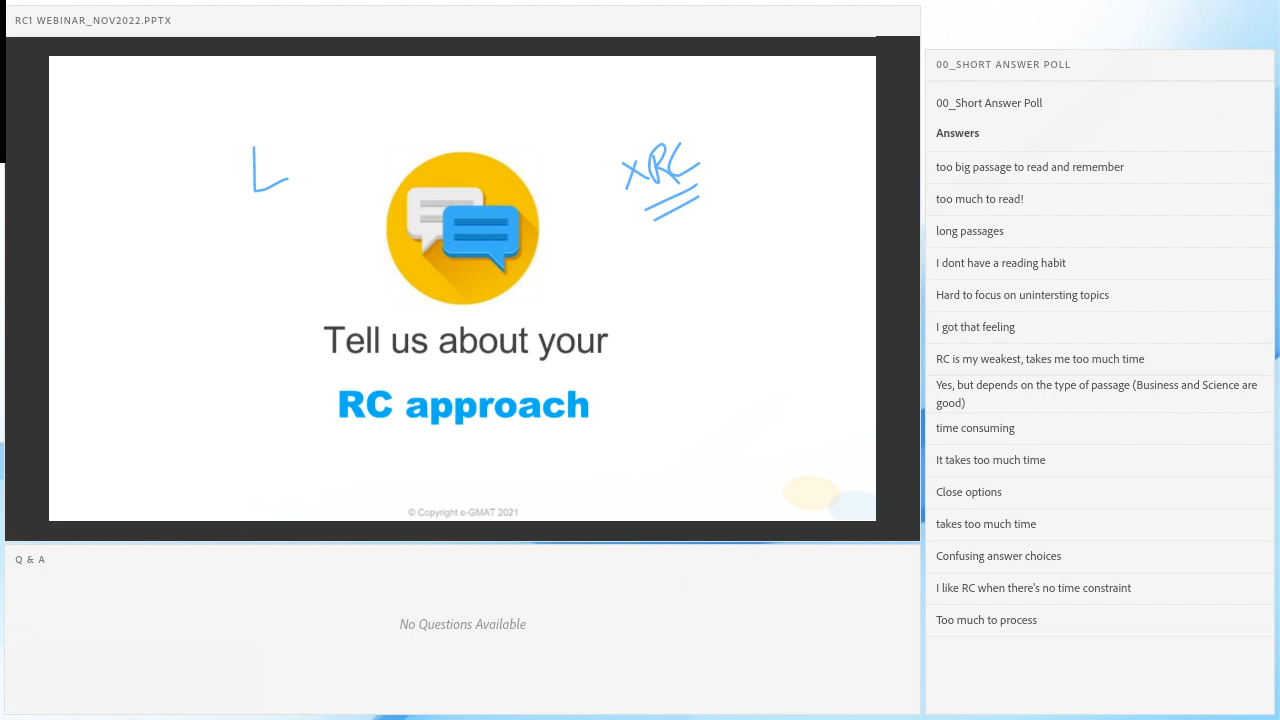 RC1 WEBINAR_NOV2022.PPTX
L
xRC
Tell us about your
RC approach
© Copyright e-GMAT 2021
Q & A
No Questions Available
00_SHORT ANSWER POLL
00_Short Answer Poll
Answers
too big passage to read and remember
too much to read!
long passages
I dont have a reading habit
Hard to focus on unintersting topics
I got that feeling
RC is my weakest, takes me too much time
Yes, but depends on the type of passage (Business and Science are
good)
time consuming
It takes too much time
Close options
takes too much time
Confusing answer choices
I like RC when there's no time constraint
Too much to process